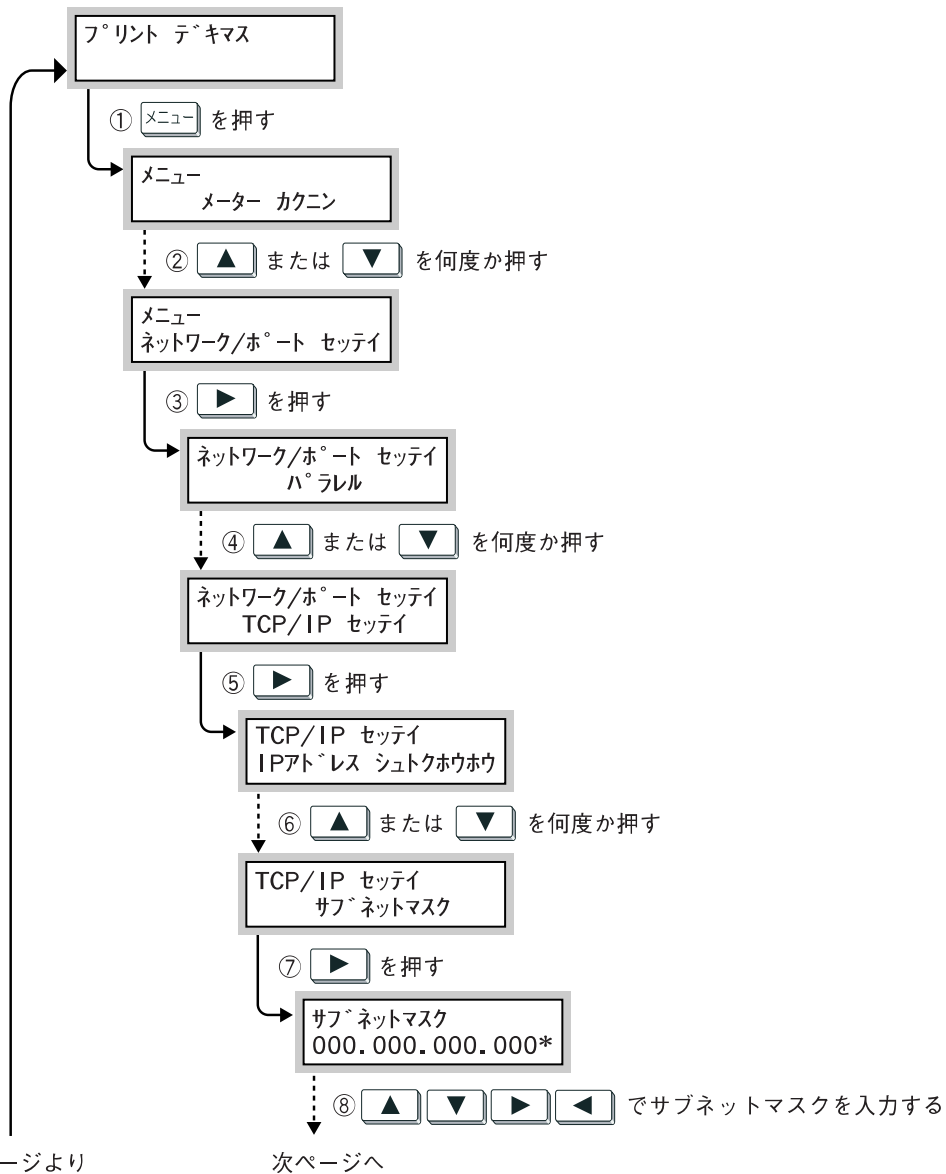 プリント デキマス
① メニュー を押す
メニュー
メーター カクニン
② ▲ または ▼ を何度か押す
メニュー
ネットワーク/ポート セッテイ
③ ▶ を押す
ネットワーク/ポート セッテイ
パラレル
④ ▲ または ▼ を何度か押す
ネットワーク/ポート セッテイ
TCP/IP セッテイ
⑤ ▶ を押す
TCP/IP セッテイ
IPアドレス シュトクホウホウ
⑥ ▲ または ▼ を何度か押す
TCP/IP セッテイ
サブネットマスク
⑦ ▶ を押す
サブネットマスク
000.000.000.000*
⑧ ▲ ▼ ▶ ◀ でサブネットマスクを入力する
ージより
次ページへ